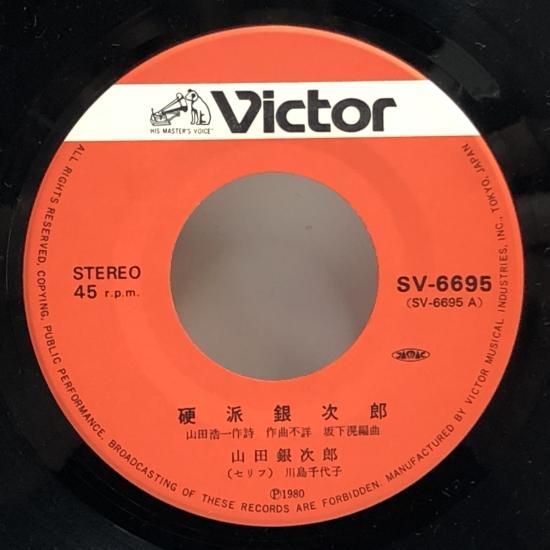 HIS MASTER'S VOICE
Victor
STEREO
45 r.p.m.
SV-6695
(SV-6695 A)
JASRAC
硬派銀次郎
山田浩一作詩 作曲不詳 坂下滉編曲
山田銀次郎
(セリフ) 川島千代子
Ⓟ1980
ALL RIGHTS RESERVED, COPYING, PUBLIC PERFORMANCE, BROADCASTING OF THESE RECORDS ARE FORBIDDEN. MANUFACTURED BY VICTOR MUSICAL INDUSTRIES, INC., TOKYO, JAPAN